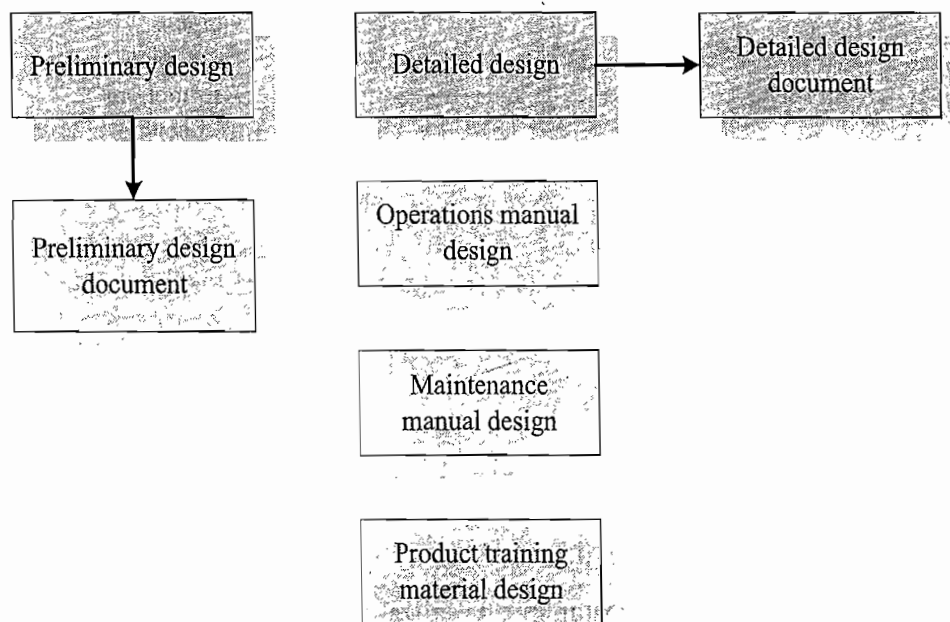 Preliminary design
Detailed design
Detailed design
document
Preliminary design
document
Operations manual
design
Maintenance
manual design
Product training
material design